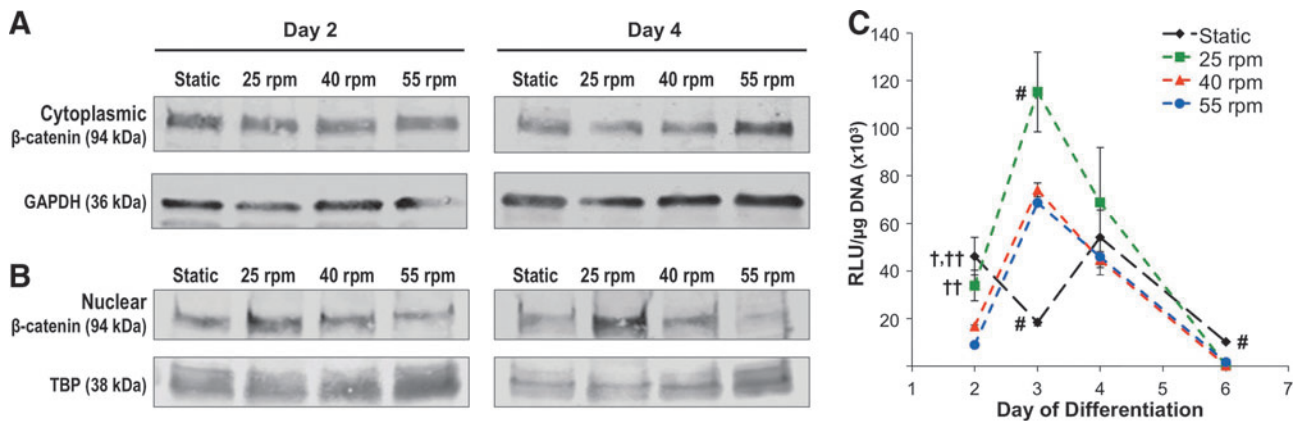 A
Day 2
Day 4
Static 25 rpm 40 rpm 55 rpm
Static 25 rpm 40 rpm 55 rpm
Cytoplasmic
β-catenin (94 kDa)
GAPDH (36 kDa)
B
Static 25 rpm 40 rpm 55 rpm
Static 25 rpm 40 rpm 55 rpm
Nuclear
β-catenin (94 kDa)
TBP (38 kDa)
C
Static
25 rpm
40 rpm
55 rpm
RLU/µg DNA (x10³)
140
120
100
80
60
40
20
#
†,††
††
#
#
1 2 3 4 5 6 7
Day of Differentiation